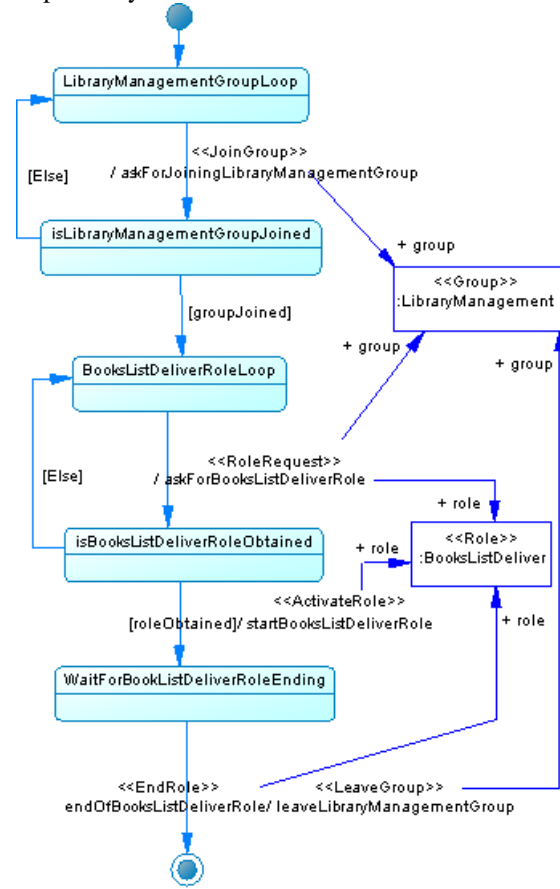 LibraryManagementGroupLoop
<<JoinGroup>>
/ askForJoiningLibraryManagementGroup
[Else]
isLibraryManagementGroupJoined
+ group
<<Group>>
:LibraryManagement
[groupJoined]
+ group
+ group
BooksListDeliverRoleLoop
<<RoleRequest>>
/ askForBooksListDeliverRole
[Else]
+ role
isBooksListDeliverRoleObtained
<<Role>>
:BooksListDeliver
+ role
<<ActivateRole>>
[roleObtained]/ startBooksListDeliverRole
+ role
WaitForBookListDeliverRoleEnding
<<EndRole>>
<<LeaveGroup>>
endOfBooksListDeliverRole/ leaveLibraryManagementGroup